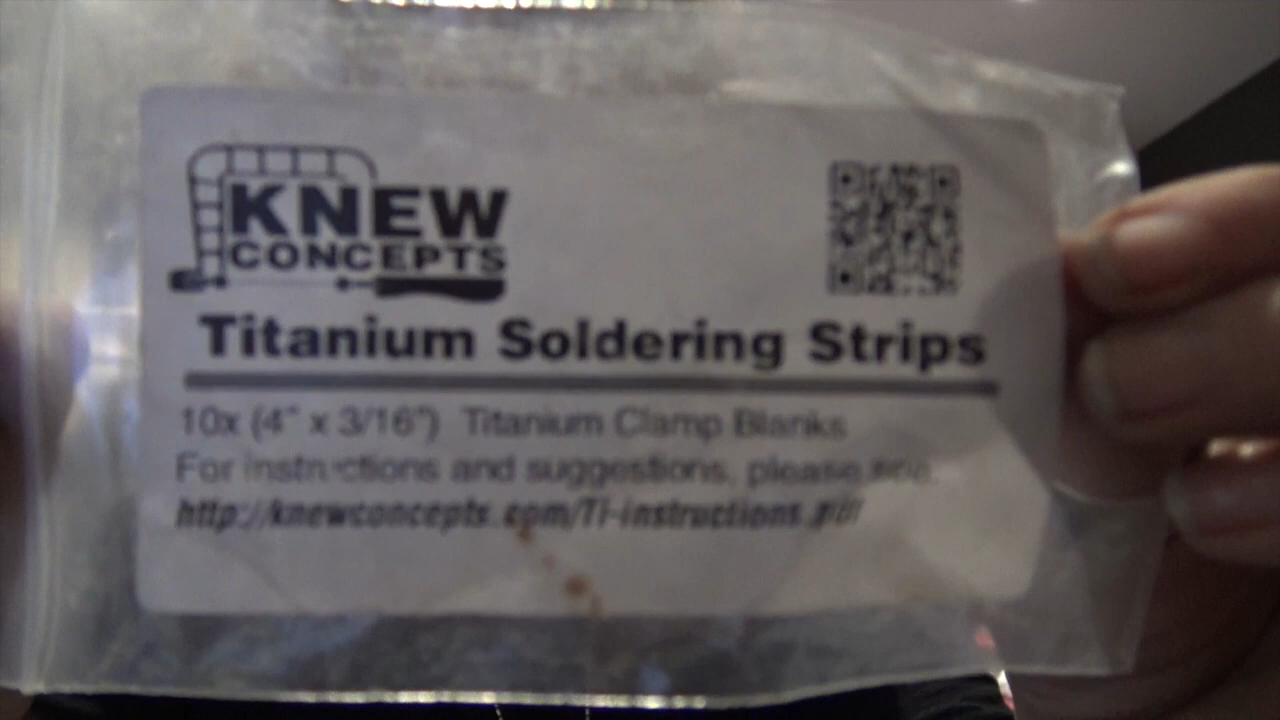 KNEW
CONCEPTS
Titanium Soldering Strips
10x (4" x 3/16") Titanium Clamp Blanks
For instructions and suggestions, please see:
http://knewconcepts.com/Ti-instructions.pdf